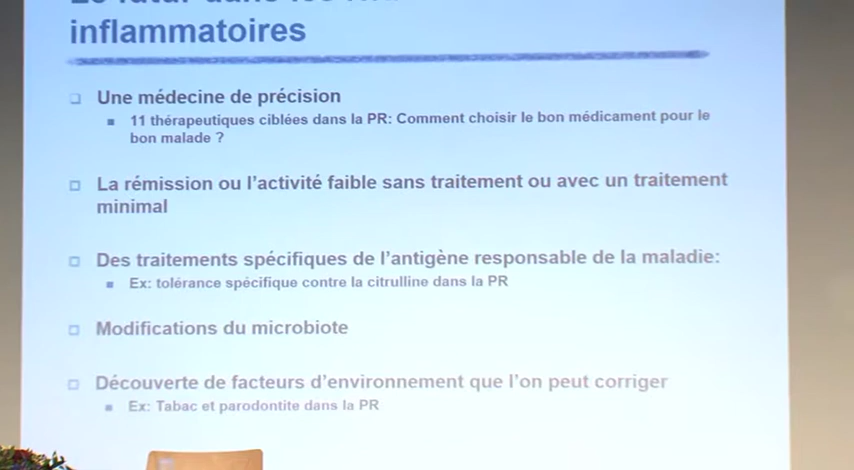 inflammatoires
Une médecine de précision
11 thérapeutiques ciblées dans la PR: Comment choisir le bon médicament pour le
bon malade ?
La rémission ou l'activité faible sans traitement ou avec un traitement
minimal
Des traitements spécifiques de l'antigène responsable de la maladie:
Ex: tolérance spécifique contre la citrulline dans la PR
Modifications du microbiote
Découverte de facteurs d'environnement que l'on peut corriger
Ex: Tabac et parodontite dans la PR